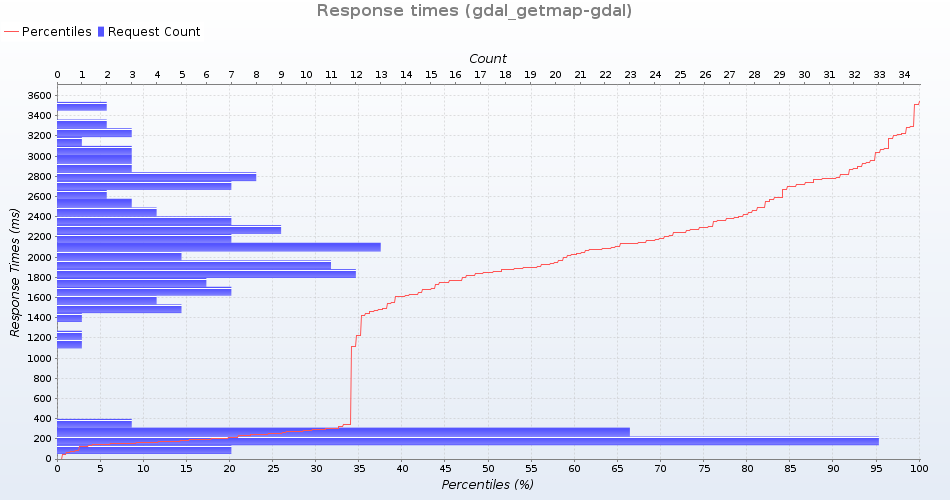 Response times (gdal_getmap-gdal)
Percentiles Request Count
Count
0 1 2 3 4 5 6 7 8 9 10 11 12 13 14 15 16 17 18 19 20 21 22 23 24 25 26 27 28 29 30 31 32 33 34
3600
3400
3200
3000
2800
2600
2400
2200
2000
1800
1600
1400
1200
1000
800
600
400
200
0
Response Times (ms)
0 5 10 15 20 25 30 35 40 45 50 55 60 65 70 75 80 85 90 95 100
Percentiles (%)